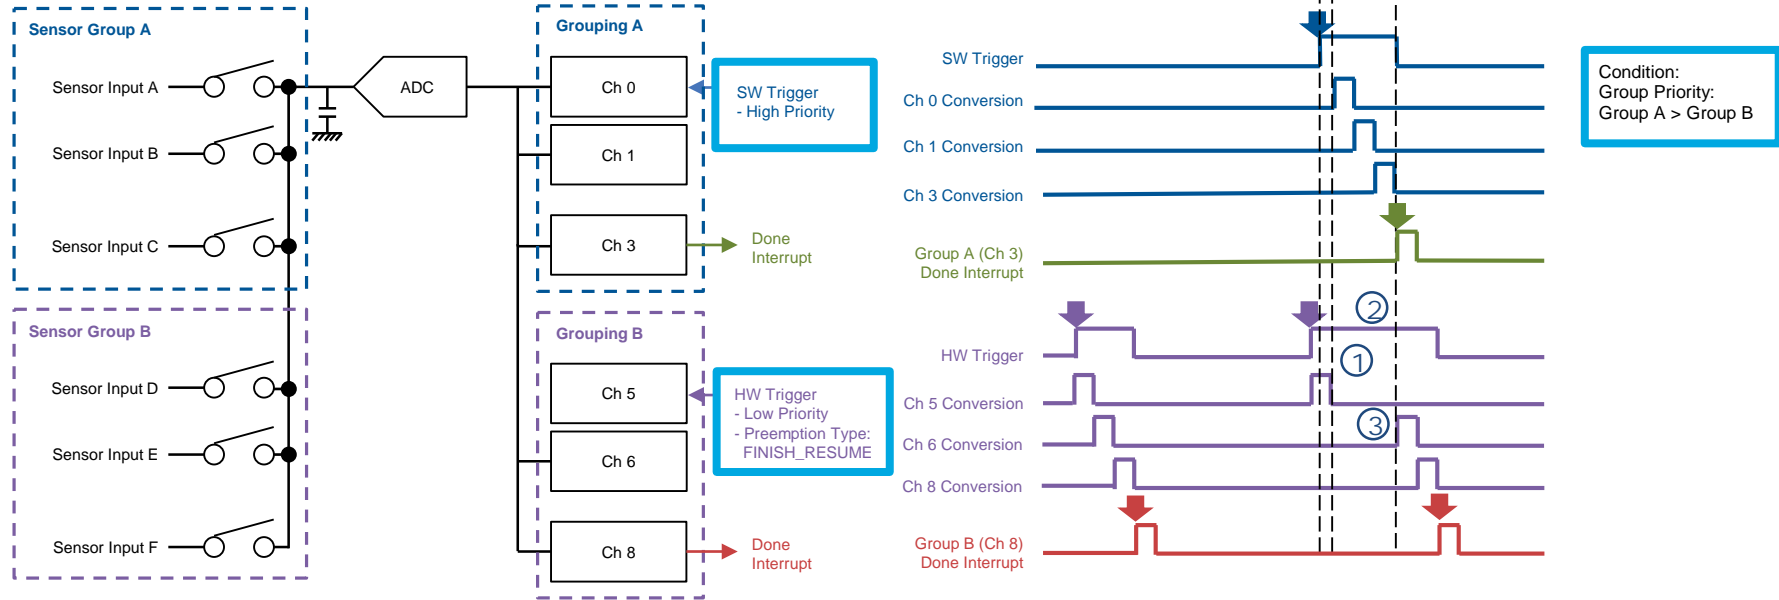 Sensor Group A
Sensor Input A
Sensor Input B
Sensor Input C
Sensor Group B
Sensor Input D
Sensor Input E
Sensor Input F
ADC
Grouping A
Ch 0
Ch 1
Ch 3
SW Trigger
- High Priority
Done
Interrupt
Grouping B
Ch 5
Ch 6
Ch 8
HW Trigger
- Low Priority
- Preemption Type:
FINISH_RESUME
Done
Interrupt
SW Trigger
Ch 0 Conversion
Ch 1 Conversion
Ch 3 Conversion
Group A (Ch 3)
Done Interrupt
②
HW Trigger
①
Ch 5 Conversion
③
Ch 6 Conversion
Ch 8 Conversion
Group B (Ch 8)
Done Interrupt
Condition:
Group Priority:
Group A > Group B